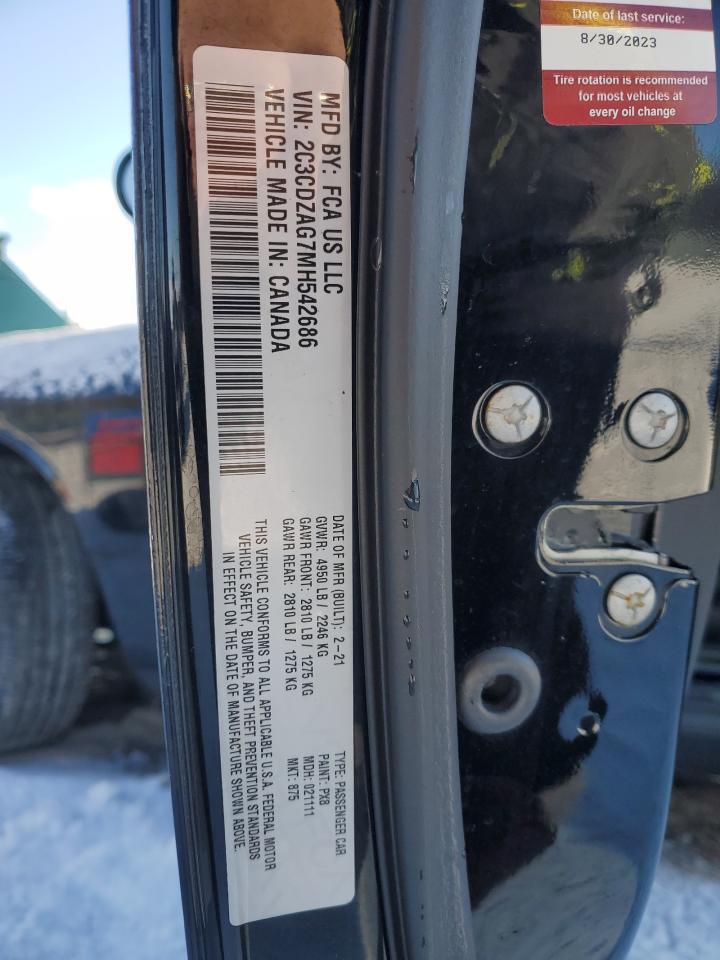 MFD BY: FCA US LLC
VIN: 2C3CDZAG7MH542686
VEHICLE MADE IN: CANADA
DATE OF MFR (BUILT): 2-21
GVWR: 4950 LB / 2246 KG
GAWR FRONT: 2810 LB / 1275 KG
GAWR REAR: 2810 LB / 1275 KG
TYPE: PASSENGER CAR
PAINT: PX8
MDH: 021111
MKT: 875
THIS VEHICLE CONFORMS TO ALL APPLICABLE U.S.A. FEDERAL MOTOR
VEHICLE SAFETY, BUMPER, AND THEFT PREVENTION STANDARDS
IN EFFECT ON THE DATE OF MANUFACTURE SHOWN ABOVE.
Date of last service:
8/30/2023
Tire rotation is recommended
for most vehicles at
every oil change